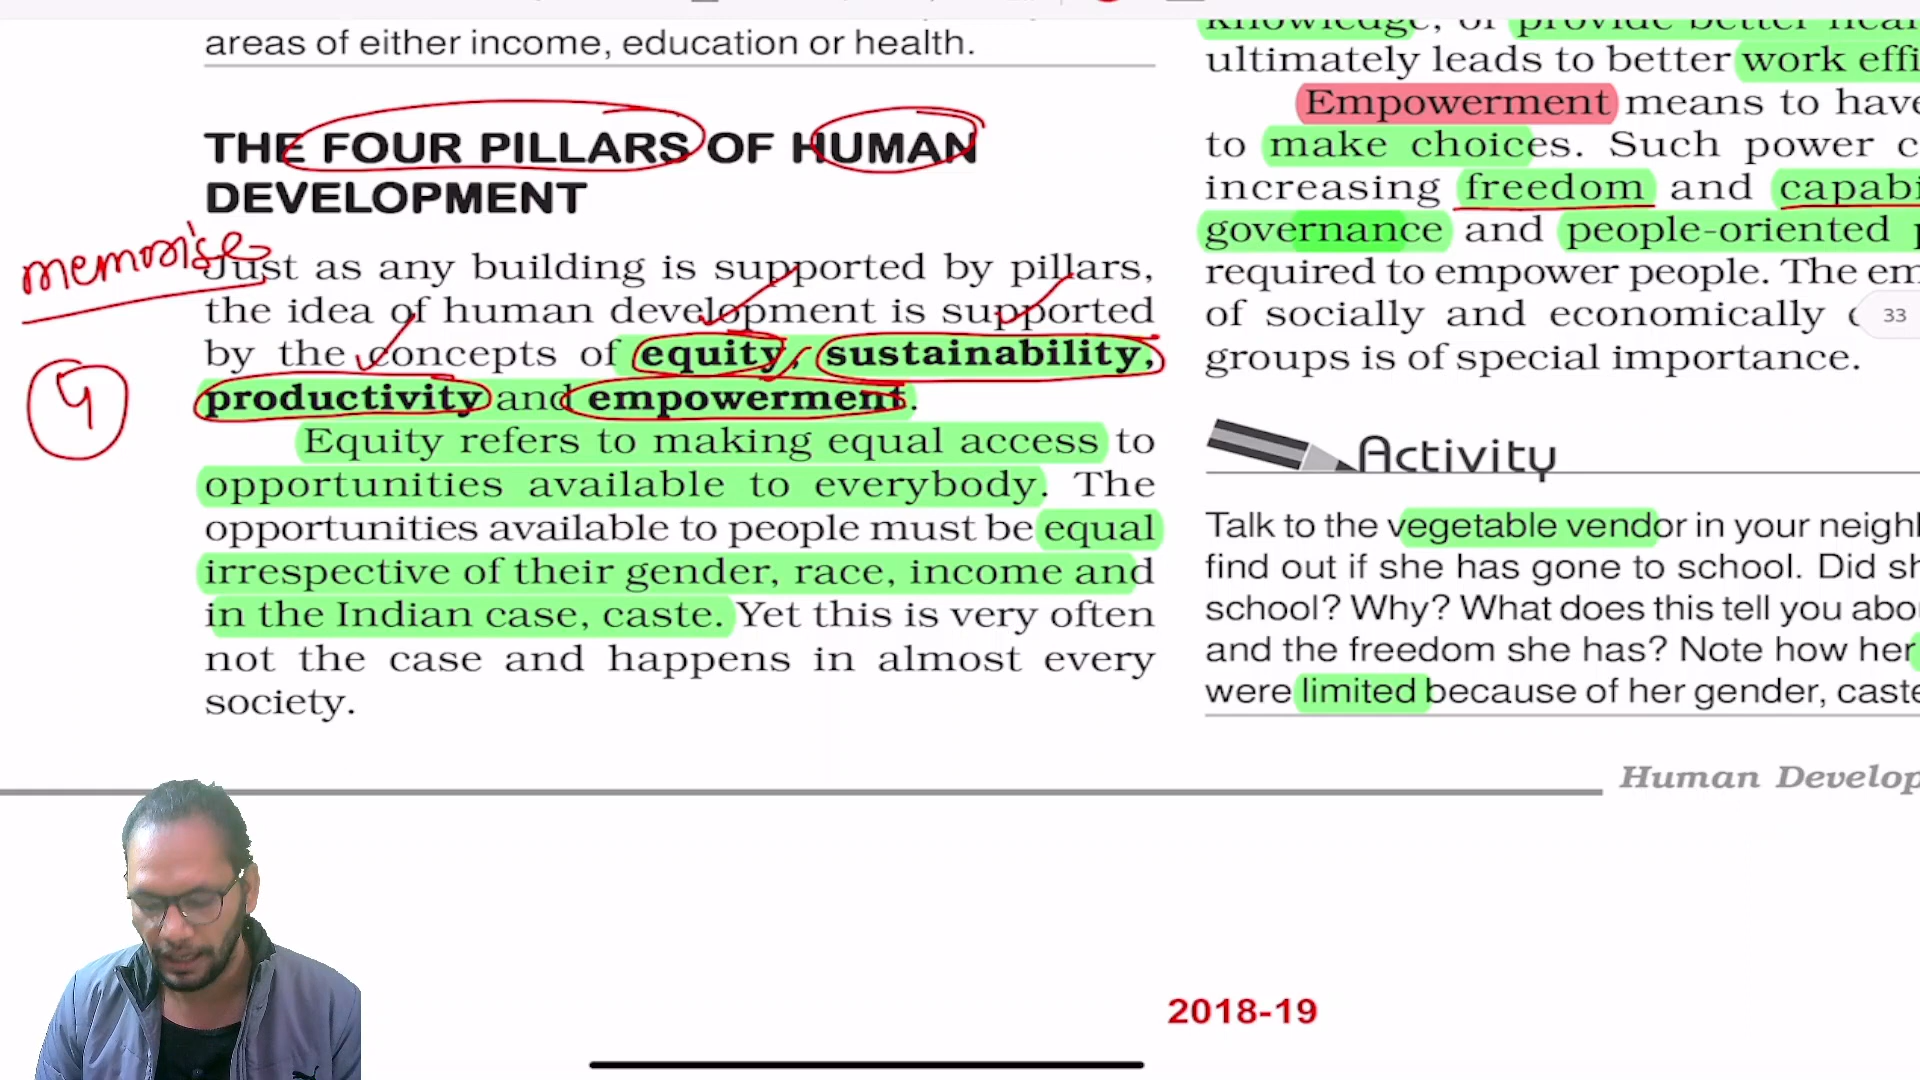 areas of either income, education or health.
THE FOUR PILLARS OF HUMAN
DEVELOPMENT
memorise
Just as any building is supported by pillars,
the idea of human development is supported
by the concepts of equity, sustainability,
productivity and empowerment.
4
Equity refers to making equal access to
opportunities available to everybody. The
opportunities available to people must be equal
irrespective of their gender, race, income and
in the Indian case, caste. Yet this is very often
not the case and happens in almost every
society.
knowledge, or provide better
ultimately leads to better work
Empowerment means to have
to make choices. Such power
increasing freedom and
governance and people-oriented
required to empower people. The
of socially and economically
groups is of special importance.
33
Activity
Talk to the vegetable vendor in your
find out if she has gone to school. Did
school? Why? What does this tell you
and the freedom she has? Note how her
were limited because of her gender,
Human
2018-19